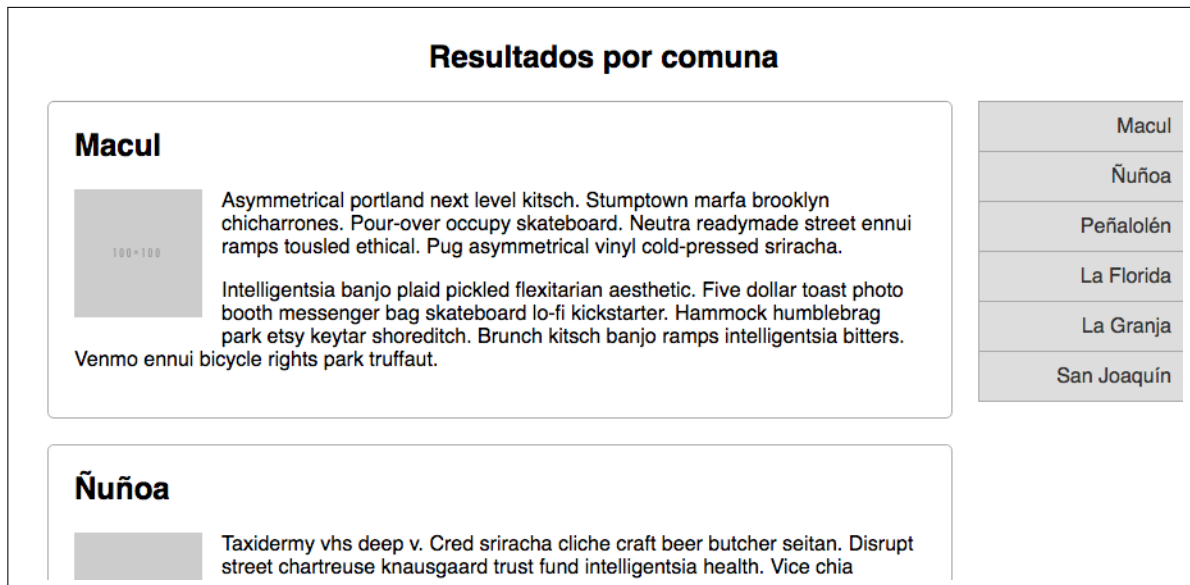 Resultados por comuna
Macul
100×100
Asymmetrical portland next level kitsch. Stumptown marfa brooklyn
chicharrones. Pour-over occupy skateboard. Neutra readymade street ennui
ramps tousled ethical. Pug asymmetrical vinyl cold-pressed sriracha.
Intelligentsia banjo plaid pickled flexitarian aesthetic. Five dollar toast photo
booth messenger bag skateboard lo-fi kickstarter. Hammock humblebrag
park etsy keytar shoreditch. Brunch kitsch banjo ramps intelligentsia bitters.
Venmo ennui bicycle rights park truffaut.
Ñuñoa
Taxidermy vhs deep v. Cred sriracha cliche craft beer butcher seitan. Disrupt
street chartreuse knausgaard trust fund intelligentsia health. Vice chia
Macul
Ñuñoa
Peñalolén
La Florida
La Granja
San Joaquín